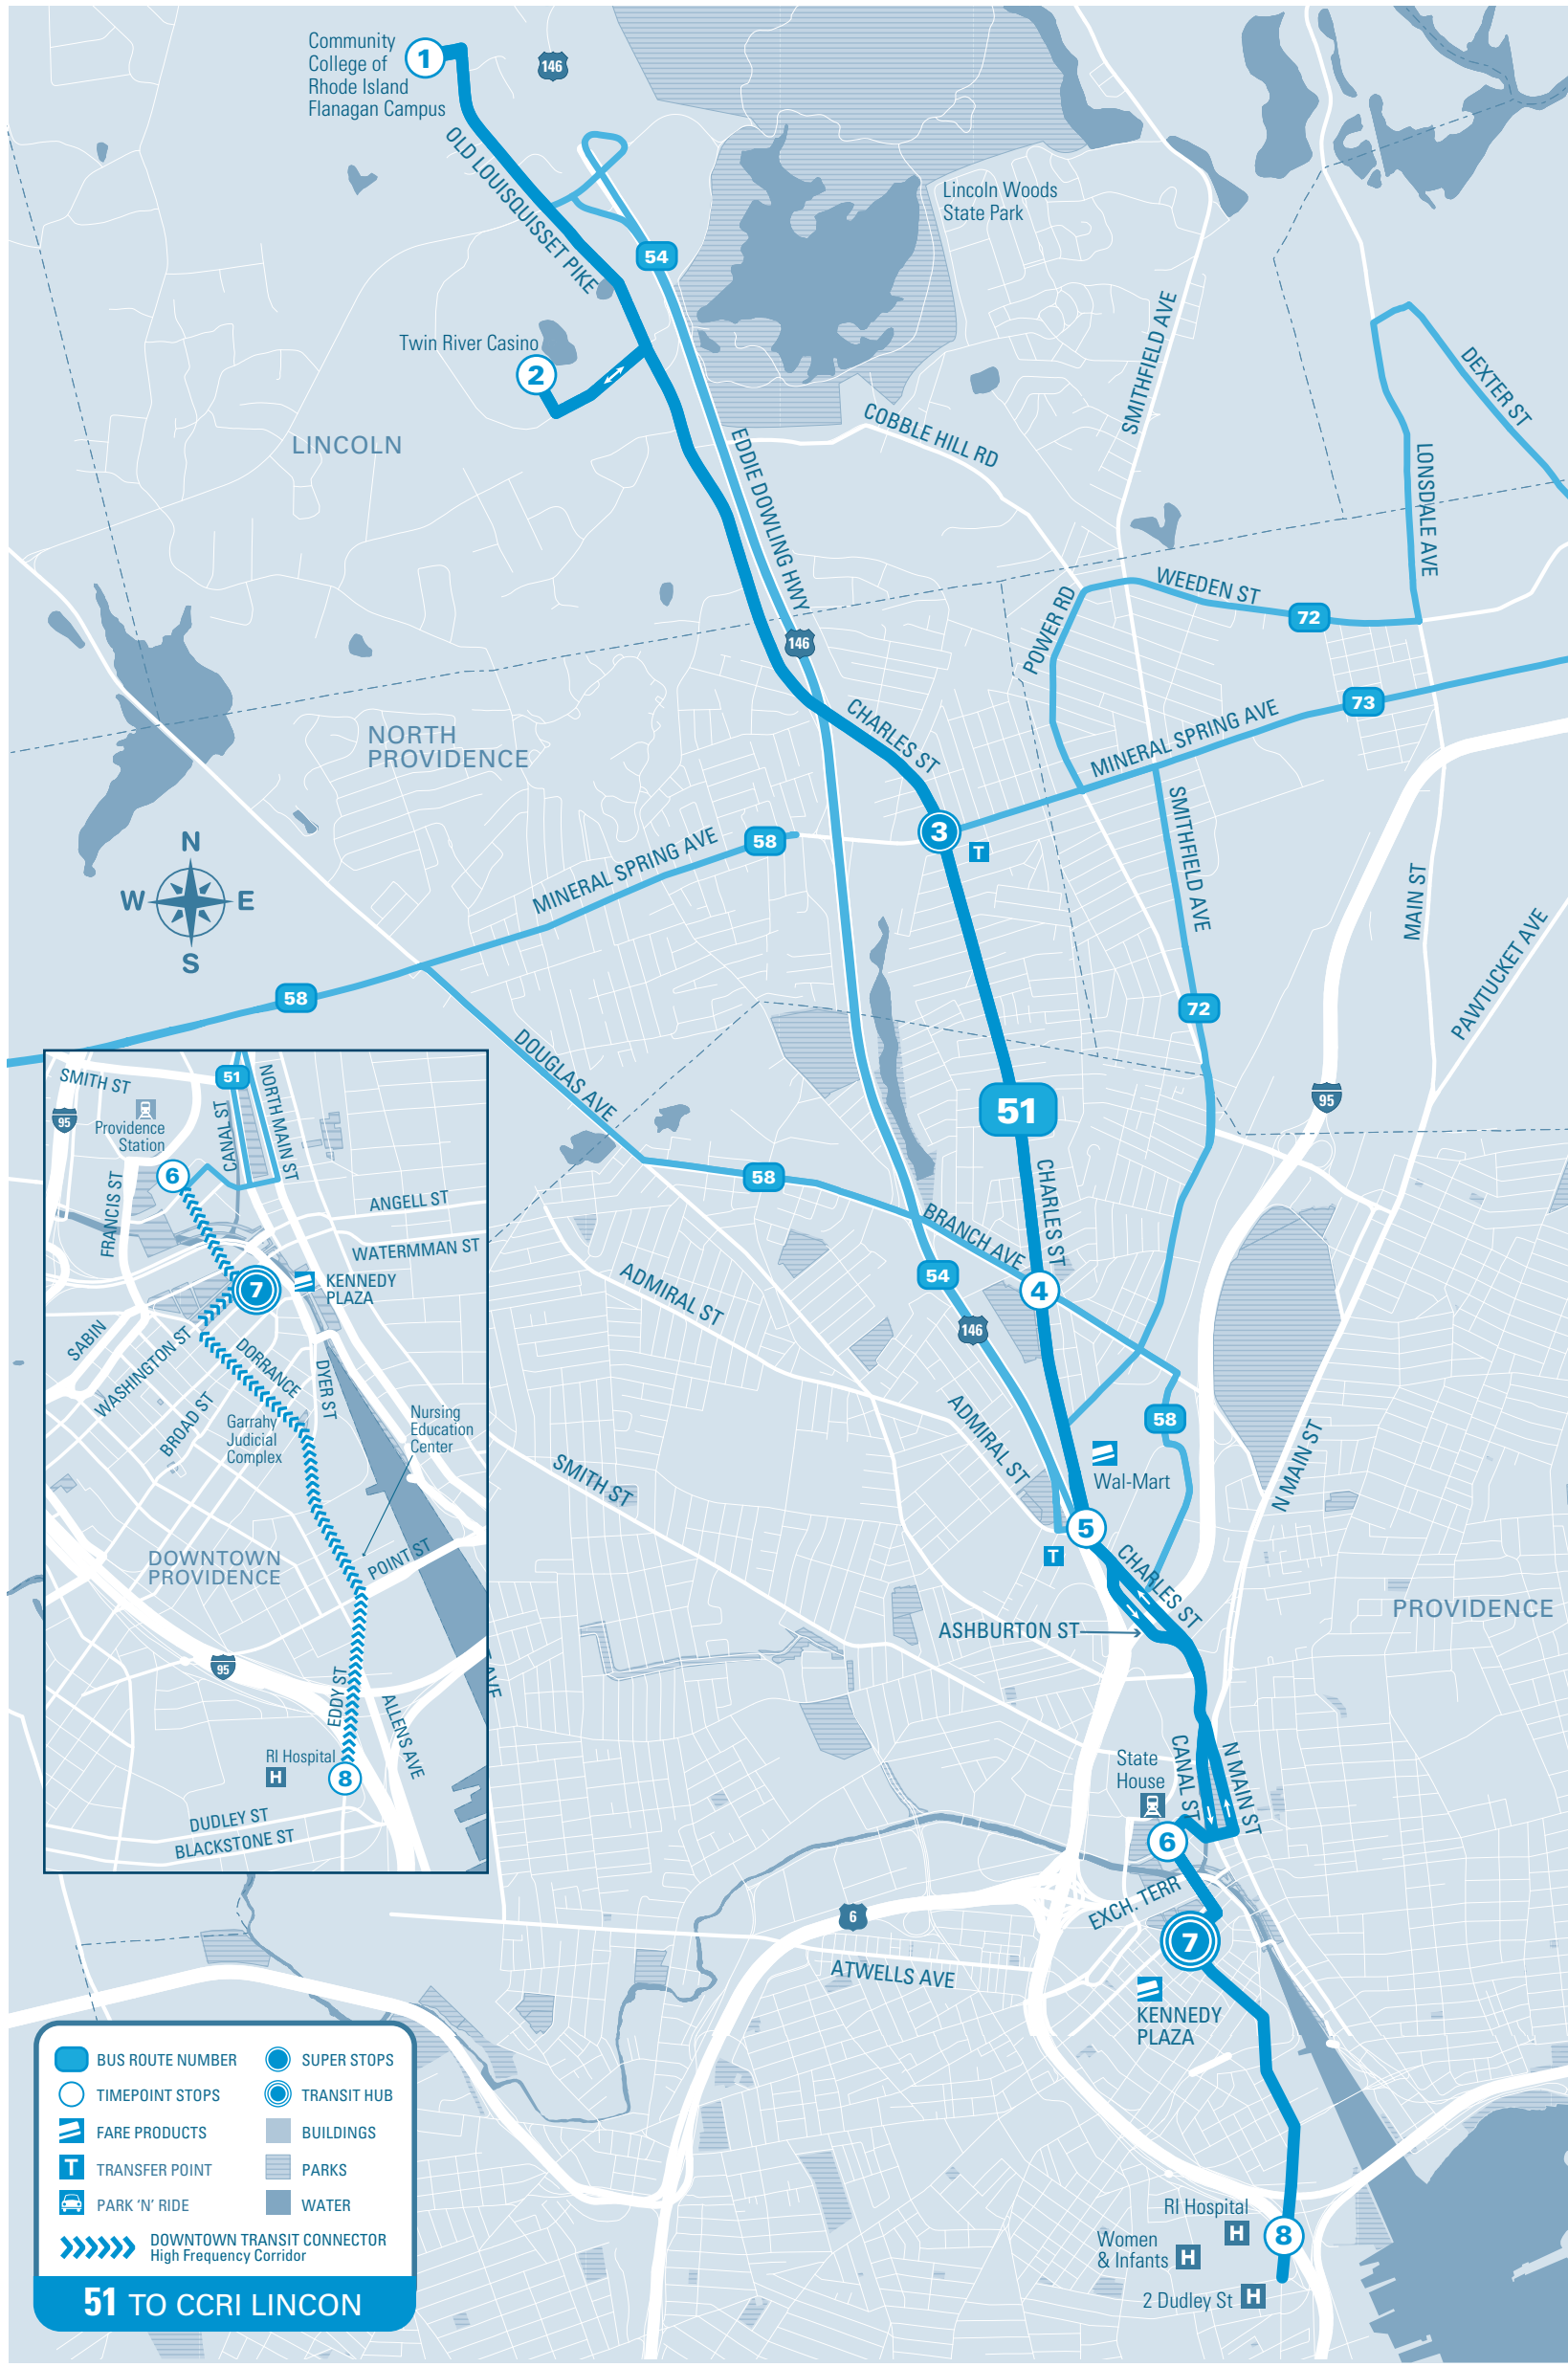 Community
College of
Rhode Island
Flanagan Campus
1
146
OLD LOUISQUISSET PIKE
Lincoln Woods
State Park
54
Twin River Casino
2
SMITHFIELD AVE
DEXTER ST
COBBLE HILL RD
LINCOLN
EDDIE DOWLING HWY
LONSDALE AVE
WEEDEN ST
72
POWER RD
146
73
CHARLES ST
MINERAL SPRING AVE
NORTH
PROVIDENCE
SMITHFIELD AVE
3
T
58
MINERAL SPRING AVE
N
W
E
S
MAIN ST
PAWTUCKET AVE
58
72
DOUGLAS AVE
95
51
58
CHARLES ST
BRANCH AVE
54
4
ADMIRAL ST
146
ADMIRAL ST
58
SMITH ST
Wal-Mart
N MAIN ST
5
T
CHARLES ST
PROVIDENCE
ASHBURTON ST
AVE
State
House
CANAL ST
N MAIN ST
6
EXCH. TERR
6
7
ATWELLS AVE
KENNEDY
PLAZA
RI Hospital
H
8
Women
& Infants
H
2 Dudley St
H
SMITH ST
51
NORTH MAIN ST
95
Providence
Station
CANAL ST
6
FRANCIS ST
ANGELL ST
WATERMMAN ST
7
KENNEDY
PLAZA
SABIN
WASHINGTON ST
DORRANCE
DYER ST
BROAD ST
Garrahy
Judicial
Complex
Nursing
Education
Center
DOWNTOWN
PROVIDENCE
POINT ST
95
EDDY ST
ALLENS AVE
RI Hospital
H
8
DUDLEY ST
BLACKSTONE ST
BUS ROUTE NUMBER
SUPER STOPS
TIMEPOINT STOPS
TRANSIT HUB
FARE PRODUCTS
BUILDINGS
T
TRANSFER POINT
PARKS
PARK ‘N’ RIDE
WATER
DOWNTOWN TRANSIT CONNECTOR
High Frequency Corridor
51 TO CCRI LINCON